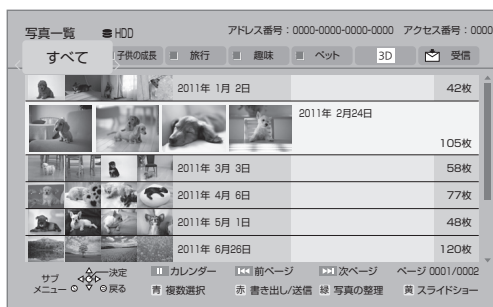 写真一覧 HDD アドレス番号：0000-0000-0000-0000 アクセス番号：0000
すべて 子供の成長 旅行 趣味 ペット 3D 受信
2011年 1月 2日 42枚
2011年 2月24日
105枚
2011年 3月 3日 58枚
2011年 4月 6日 77枚
2011年 5月 1日 48枚
2011年 6月26日 120枚
サブメニュー 決定 戻る カレンダー 前ページ 次ページ ページ 0001/0002
青 複数選択 赤 書き出し/送信 緑 写真の整理 黄 スライドショー